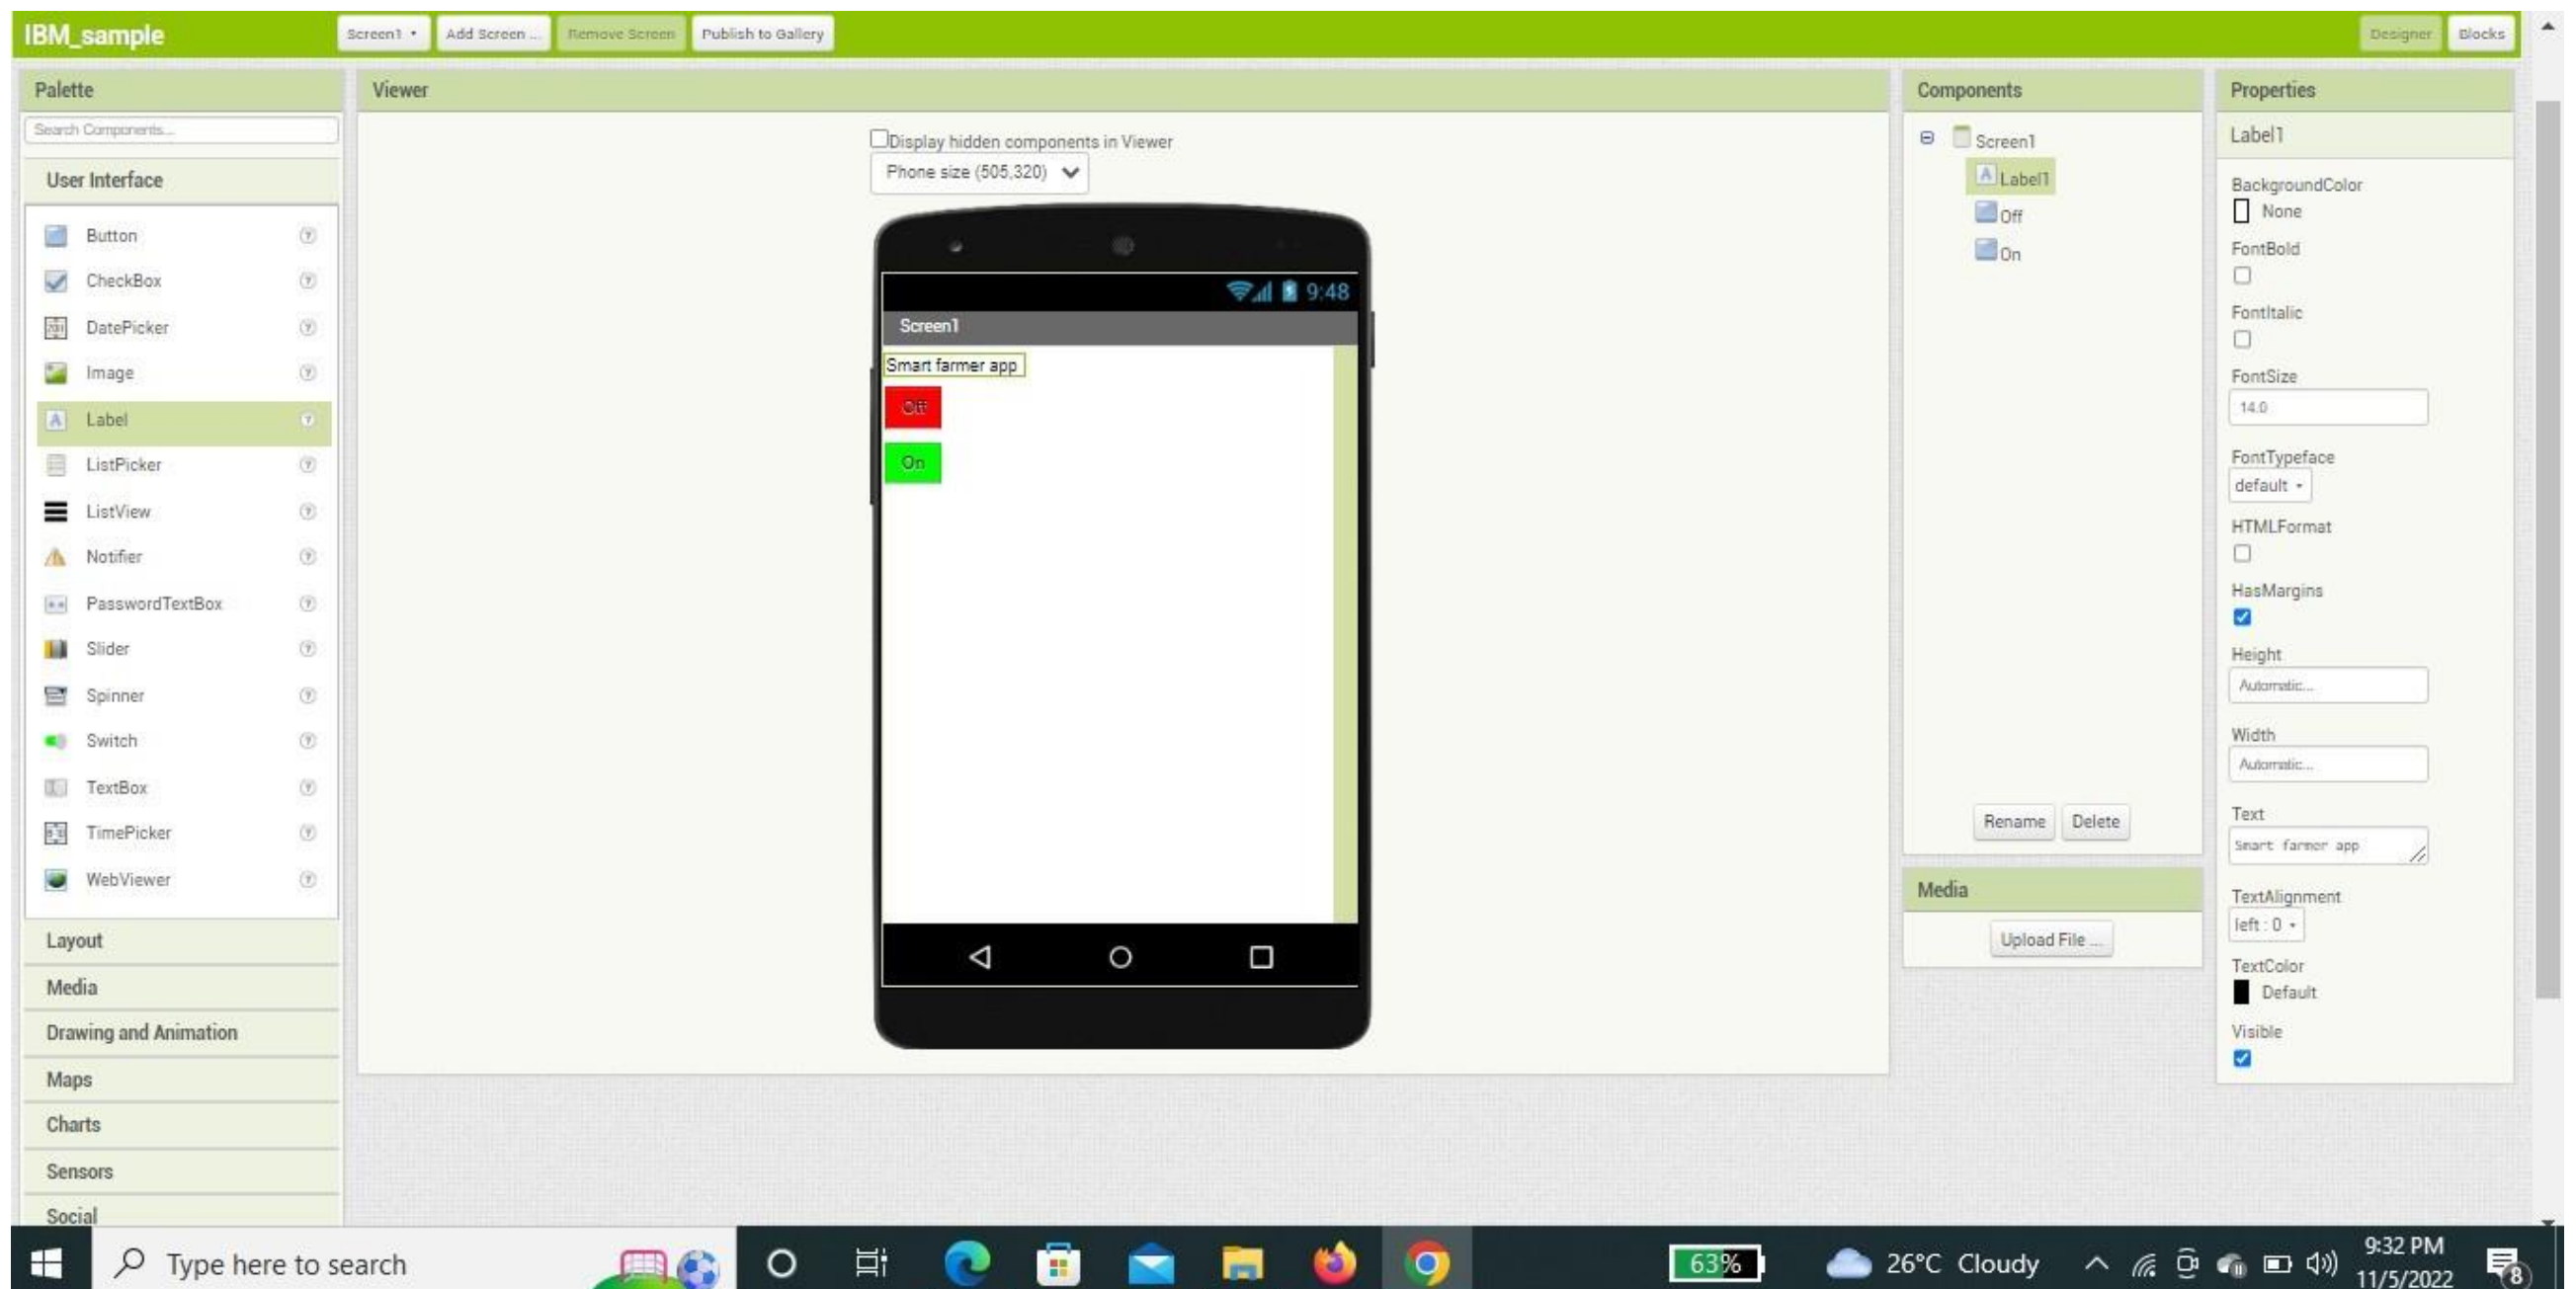 IBM_sample
Screen1
Add Screen ...
Remove Screen
Publish to Gallery
Designer
Blocks
Palette
Search Components...
User Interface
Button
CheckBox
DatePicker
Image
Label
ListPicker
ListView
Notifier
PasswordTextBox
Slider
Spinner
Switch
TextBox
TimePicker
WebViewer
Layout
Media
Drawing and Animation
Maps
Charts
Sensors
Social
Viewer
Display hidden components in Viewer
Phone size (505,320)
9:48
Screen1
Smart farmer app
Off
On
Components
Screen1
Label1
Off
On
Rename
Delete
Media
Upload File ...
Properties
Label1
BackgroundColor
None
FontBold
FontItalic
FontSize
14.0
FontTypeface
default
HTMLFormat
HasMargins
Height
Automatic...
Width
Automatic...
Text
Smart farmer app
TextAlignment
left : 0
TextColor
Default
Visible
Type here to search
63%
26°C Cloudy
9:32 PM
11/5/2022
8